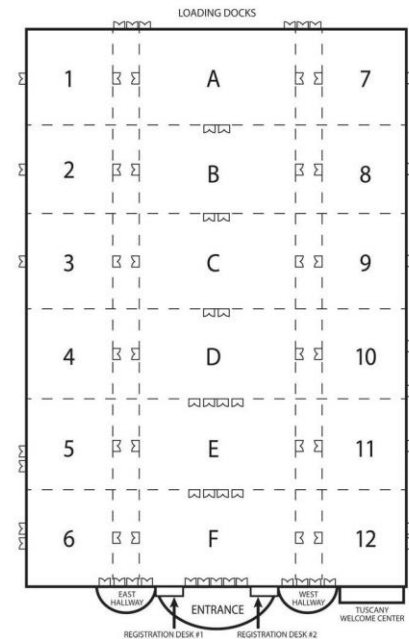 LOADING DOCKS
1 A 7
2 B 8
3 C 9
4 D 10
5 E 11
6 F 12
EAST
HALLWAY
ENTRANCE
WEST
HALLWAY
TUSCANY
WELCOME CENTER
REGISTRATION DESK #1
REGISTRATION DESK #2